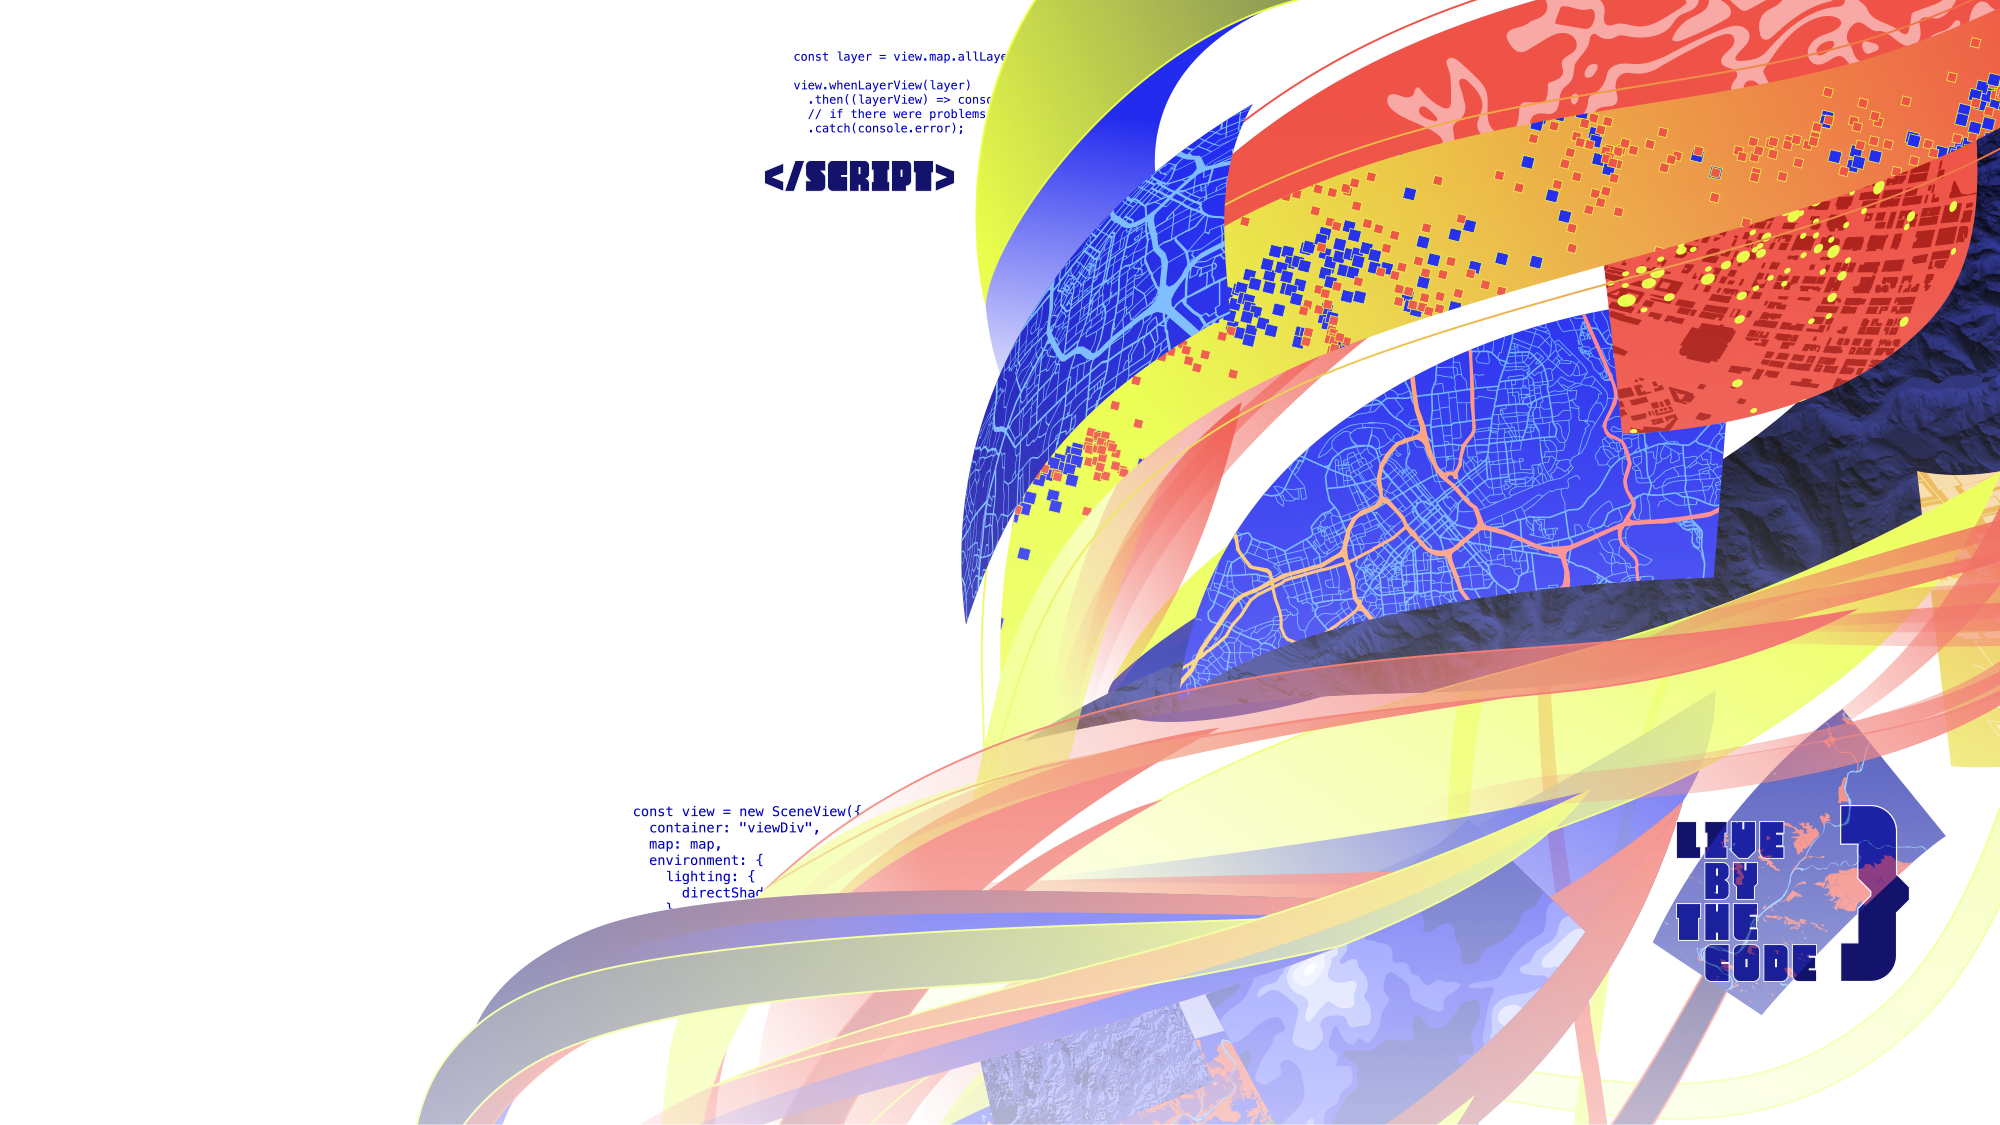 const layer = view.map.allLaye
view.whenLayerView(layer)
.then((layerView) => conso
// if there were problems
.catch(console.error);
</SCRIPT>
const view = new SceneView({
container: "viewDiv",
map: map,
environment: {
lighting: {
directShad
}
LIVE
BY
THE
CODE
}